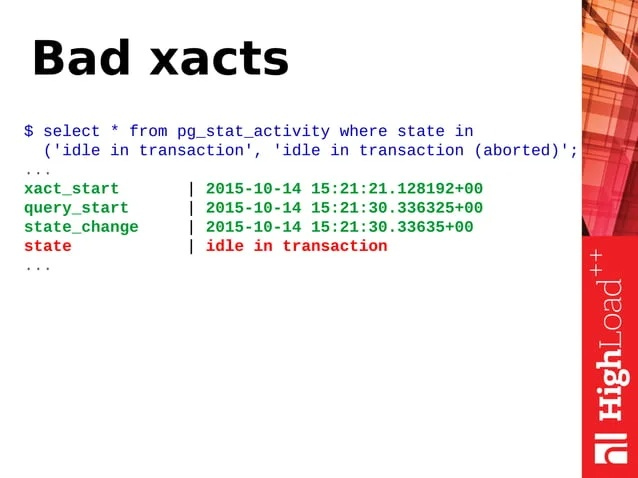 Bad xacts
$ select * from pg_stat_activity where state in
('idle in transaction', 'idle in transaction (aborted)';
...
xact_start | 2015-10-14 15:21:21.128192+00
query_start | 2015-10-14 15:21:30.336325+00
state_change | 2015-10-14 15:21:30.33635+00
state | idle in transaction
...
HighLoad++